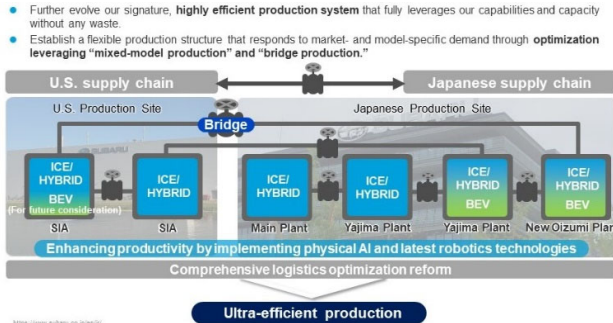 Further evolve our signature, highly efficient production system that fully leverages our capabilities and capacity
without any waste.
Establish a flexible production structure that responds to market- and model-specific demand through optimization
leveraging “mixed-model production” and “bridge production.”
U.S. supply chain
Japanese supply chain
U.S. Production Site
Japanese Production Site
Bridge
ICE/
HYBRID
BEV
(For future consideration)
SIA
ICE/
HYBRID
SIA
ICE/
HYBRID
Main Plant
ICE/
HYBRID
Yajima Plant
ICE/
HYBRID
BEV
Yajima Plant
ICE/
HYBRID
BEV
New Oizumi Plant
Enhancing productivity by implementing physical AI and latest robotics technologies
Comprehensive logistics optimization reform
Ultra-efficient production